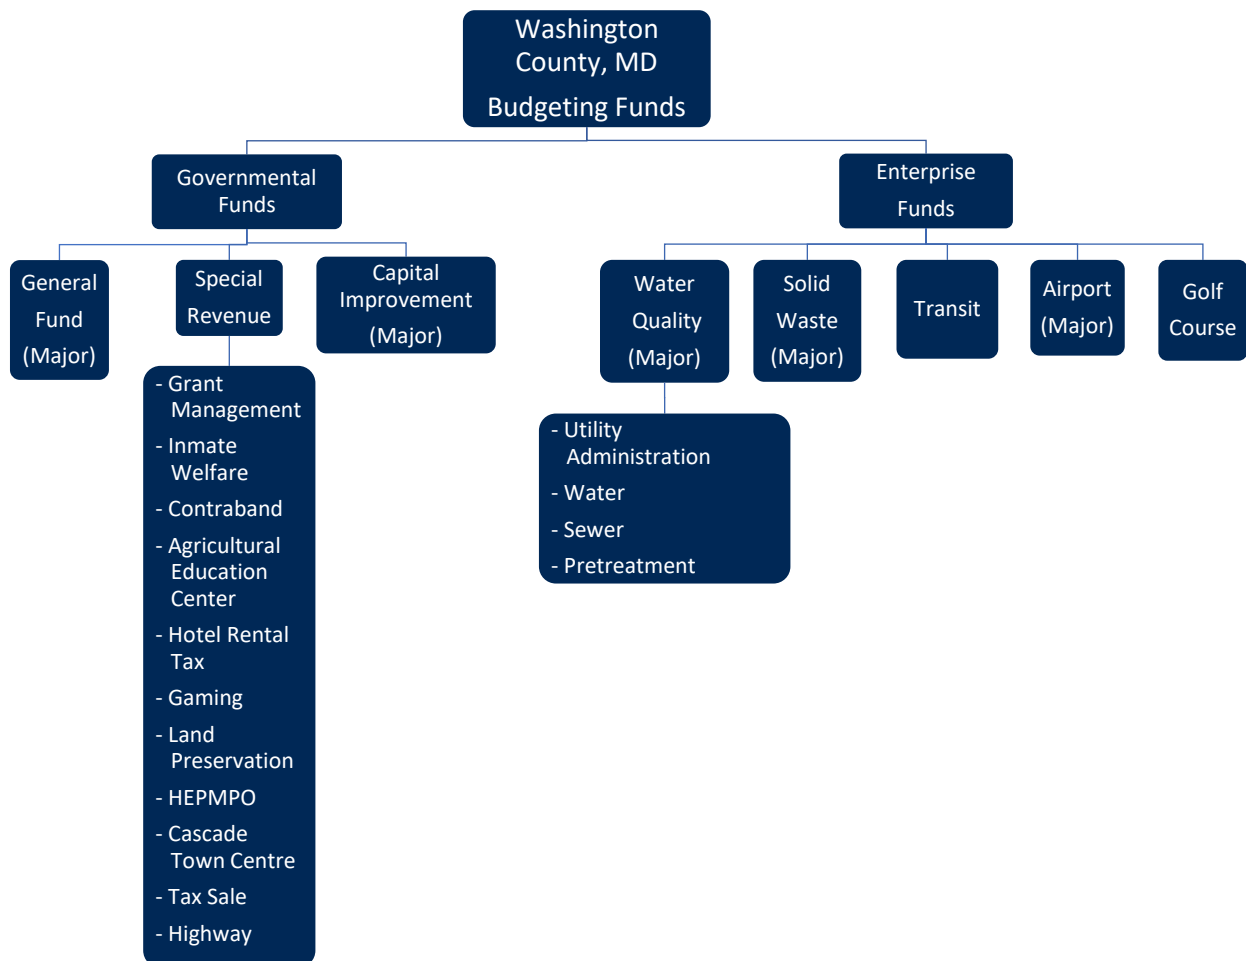 Washington
County, MD
Budgeting Funds
Governmental
Funds
Enterprise
Funds
General
Fund
(Major)
Special
Revenue
Capital
Improvement
(Major)
Water
Quality
(Major)
Solid
Waste
(Major)
Transit
Airport
(Major)
Golf
Course
- Grant
Management
- Inmate
Welfare
- Contraband
- Agricultural
Education
Center
- Hotel Rental
Tax
- Gaming
- Land
Preservation
- HEPMPO
- Cascade
Town Centre
- Tax Sale
- Highway
- Utility
Administration
- Water
- Sewer
- Pretreatment